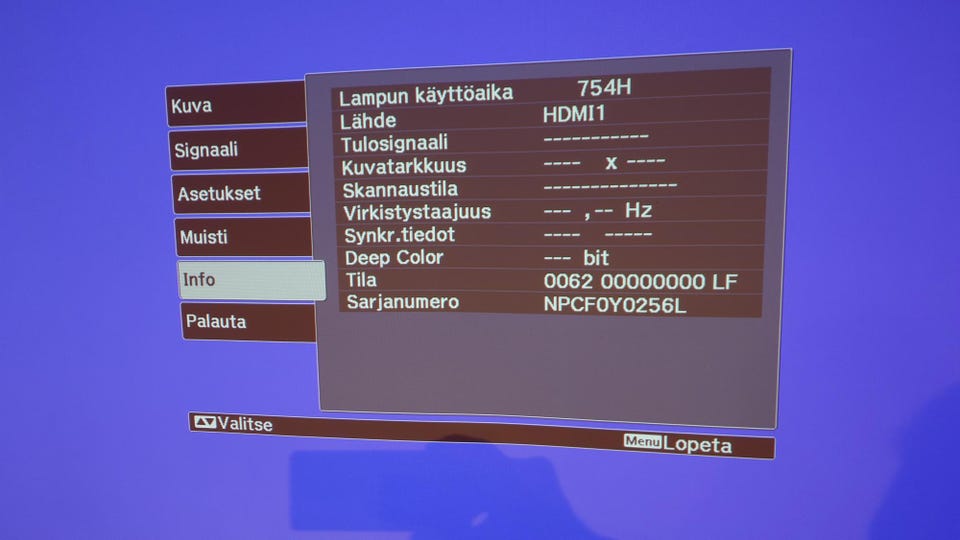 Kuva
Signaali
Asetukset
Muisti
Info
Palauta
Lampun käyttöaika 754H
Lähde HDMI1
Tulosignaali -----------
Kuvatarkkuus ---- x ----
Skannaustila --------------
Virkistystaajuus --- ,-- Hz
Synkr.tiedot ---- -----
Deep Color --- bit
Tila 0062 00000000 LF
Sarjanumero NPCF0Y0256L
Valitse
Menu Lopeta